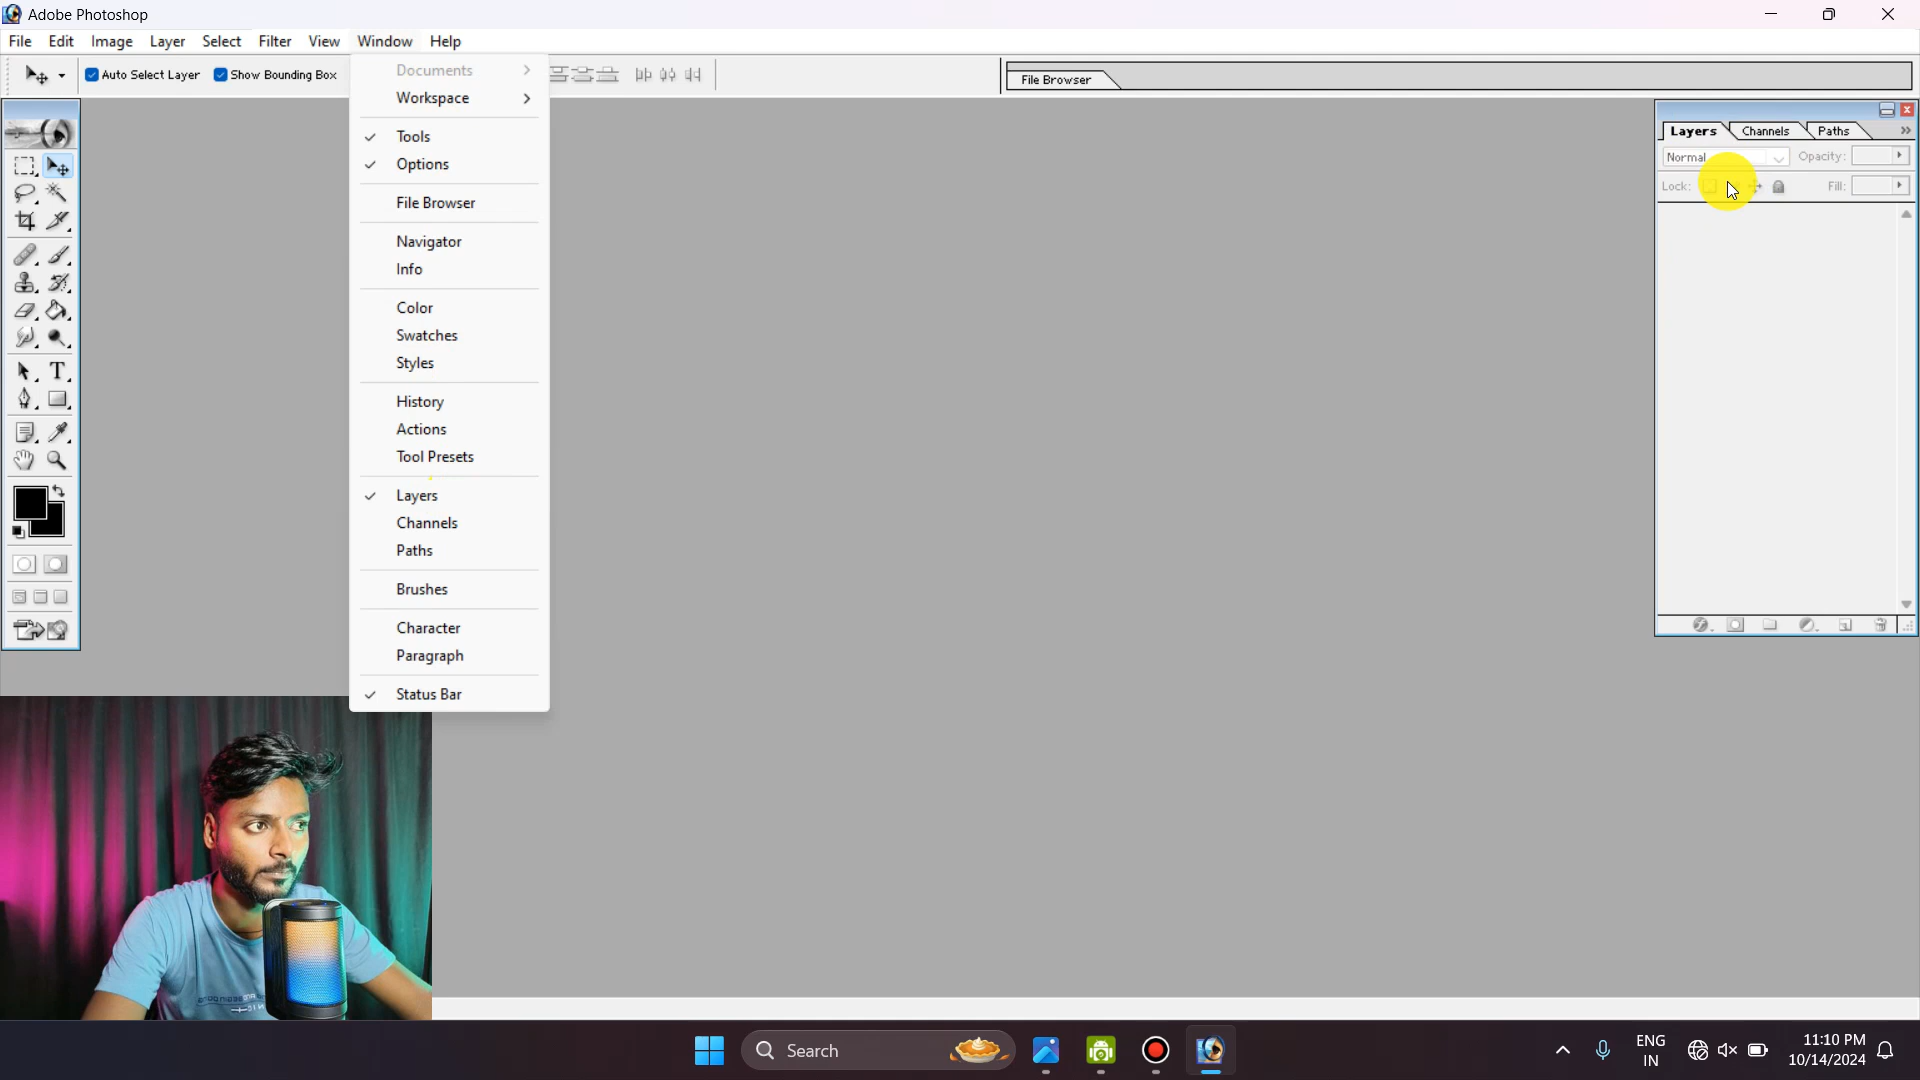 Adobe Photoshop
File Edit Image Layer Select Filter View Window Help
Auto Select Layer Show Bounding Box
File Browser
Documents
Workspace
Tools
Options
File Browser
Navigator
Info
Color
Swatches
Styles
History
Actions
Tool Presets
Layers
Channels
Paths
Brushes
Character
Paragraph
Status Bar
Layers Channels Paths
Normal Opacity:
Lock: Fill:
Search
ENG
IN
11:10 PM
10/14/2024